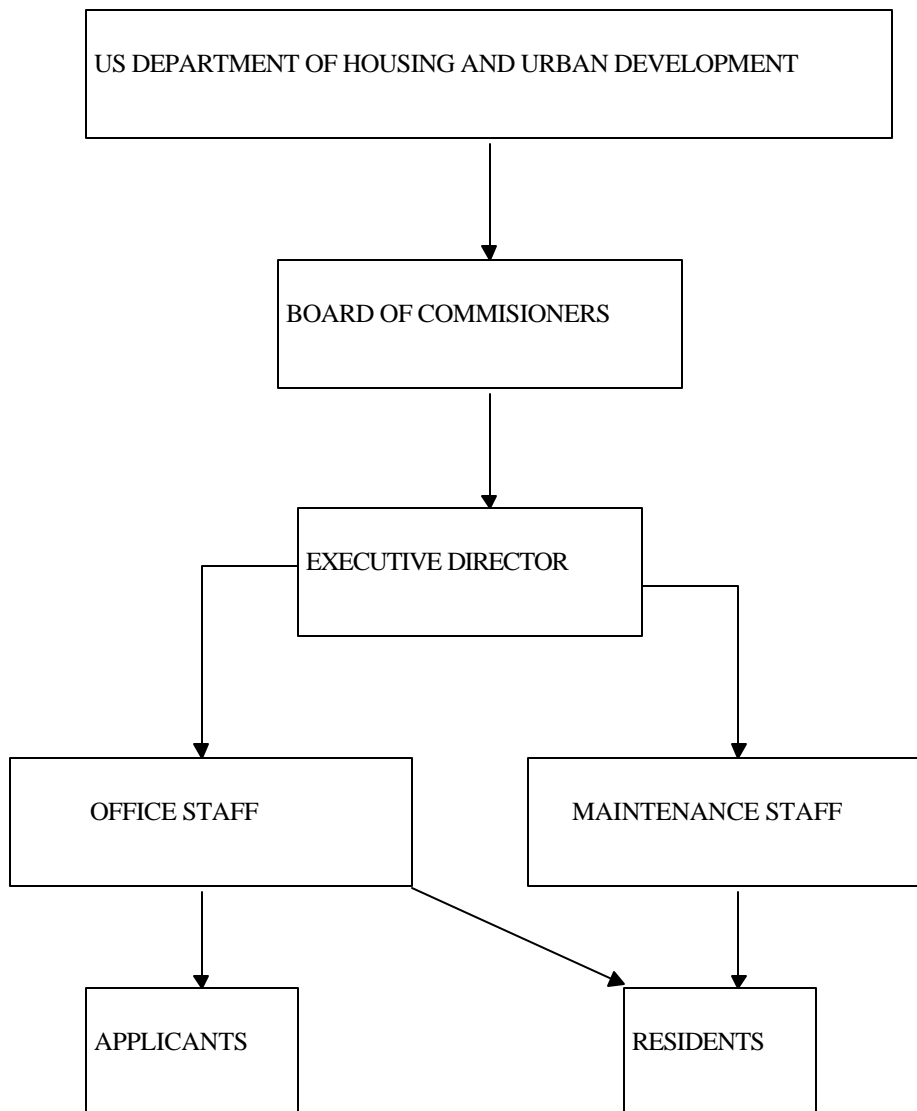 US DEPARTMENT OF HOUSING AND URBAN DEVELOPMENT
BOARD OF COMMISIONERS
EXECUTIVE DIRECTOR
OFFICE STAFF
MAINTENANCE STAFF
APPLICANTS
RESIDENTS